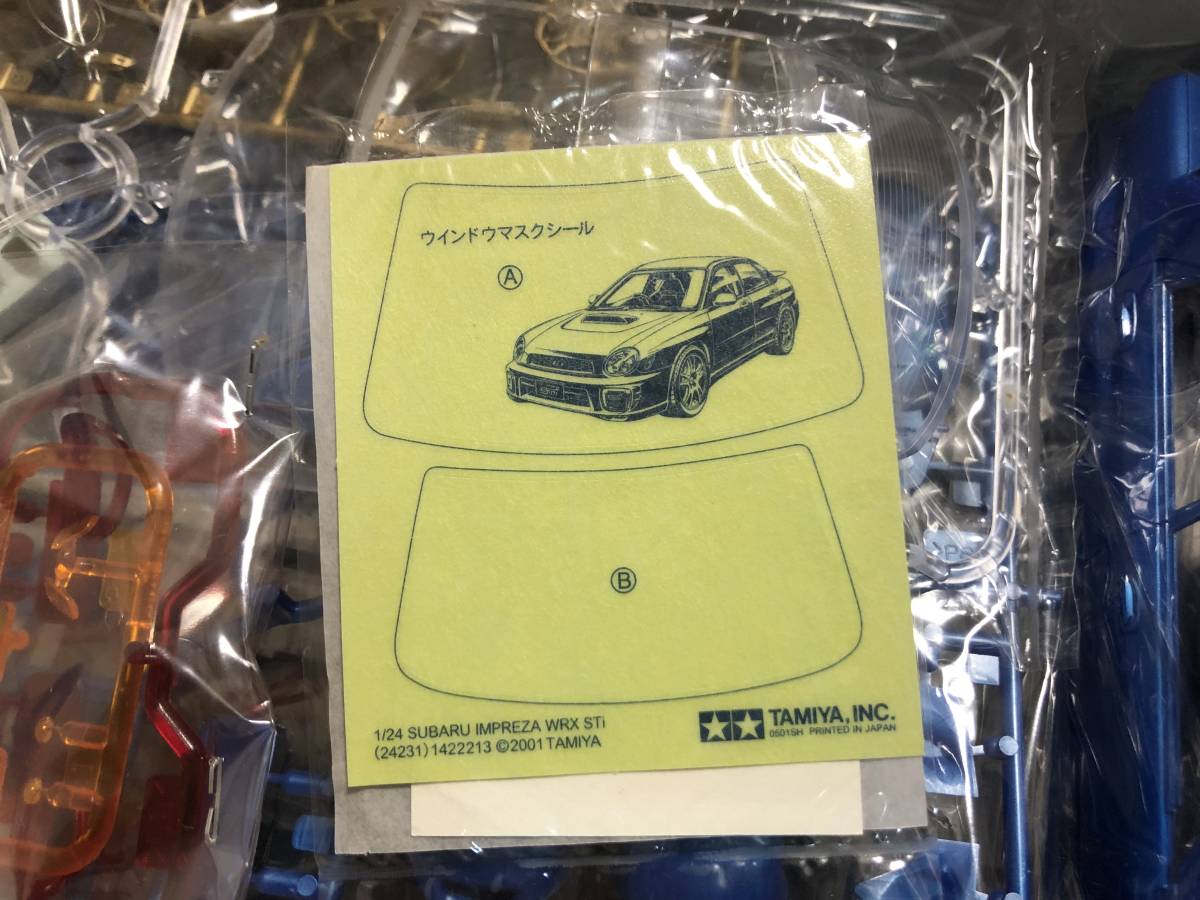 ウインドウマスクシール
Ⓐ
Ⓑ
1/24 SUBARU IMPREZA WRX STi
(24231) 1422213 ©2001 TAMIYA
TAMIYA, INC.
0501SH PRINTED IN JAPAN